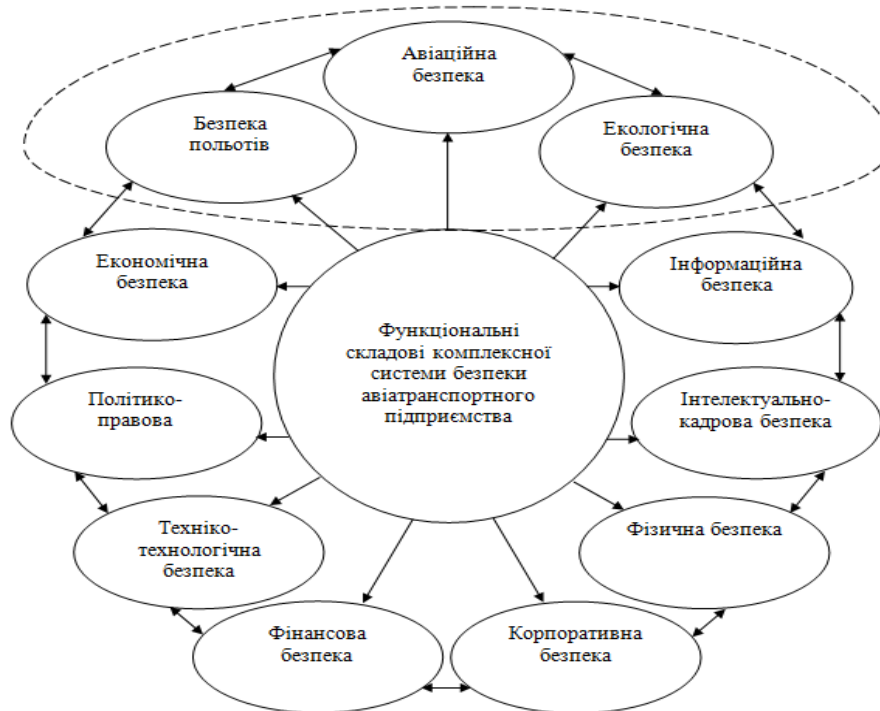 Авіаційна
безпека
Безпека
польотів
Екологічна
безпека
Економічна
безпека
Інформаційна
безпека
Функціональні
складові комплексної
системи безпеки
авіатранспортного
підприємства
Політико-
правова
Інтелектуально-
кадрова безпека
Техніко-
технологічна
безпека
Фізична безпека
Фінансова
безпека
Корпоративна
безпека